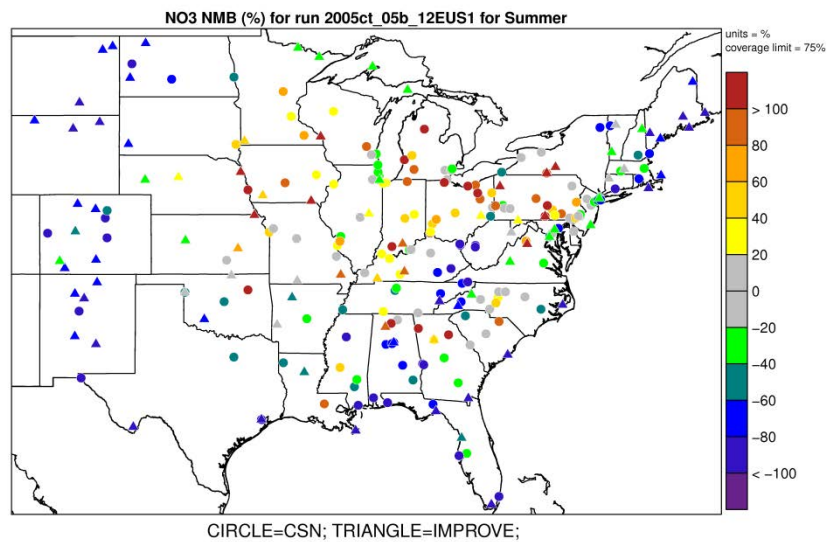 NO3 NMB (%) for run 2005ct_05b_12EUS1 for Summer
units = %
coverage limit = 75%
> 100
80
60
40
20
0
−20
−40
−60
−80
< −100
CIRCLE=CSN; TRIANGLE=IMPROVE;